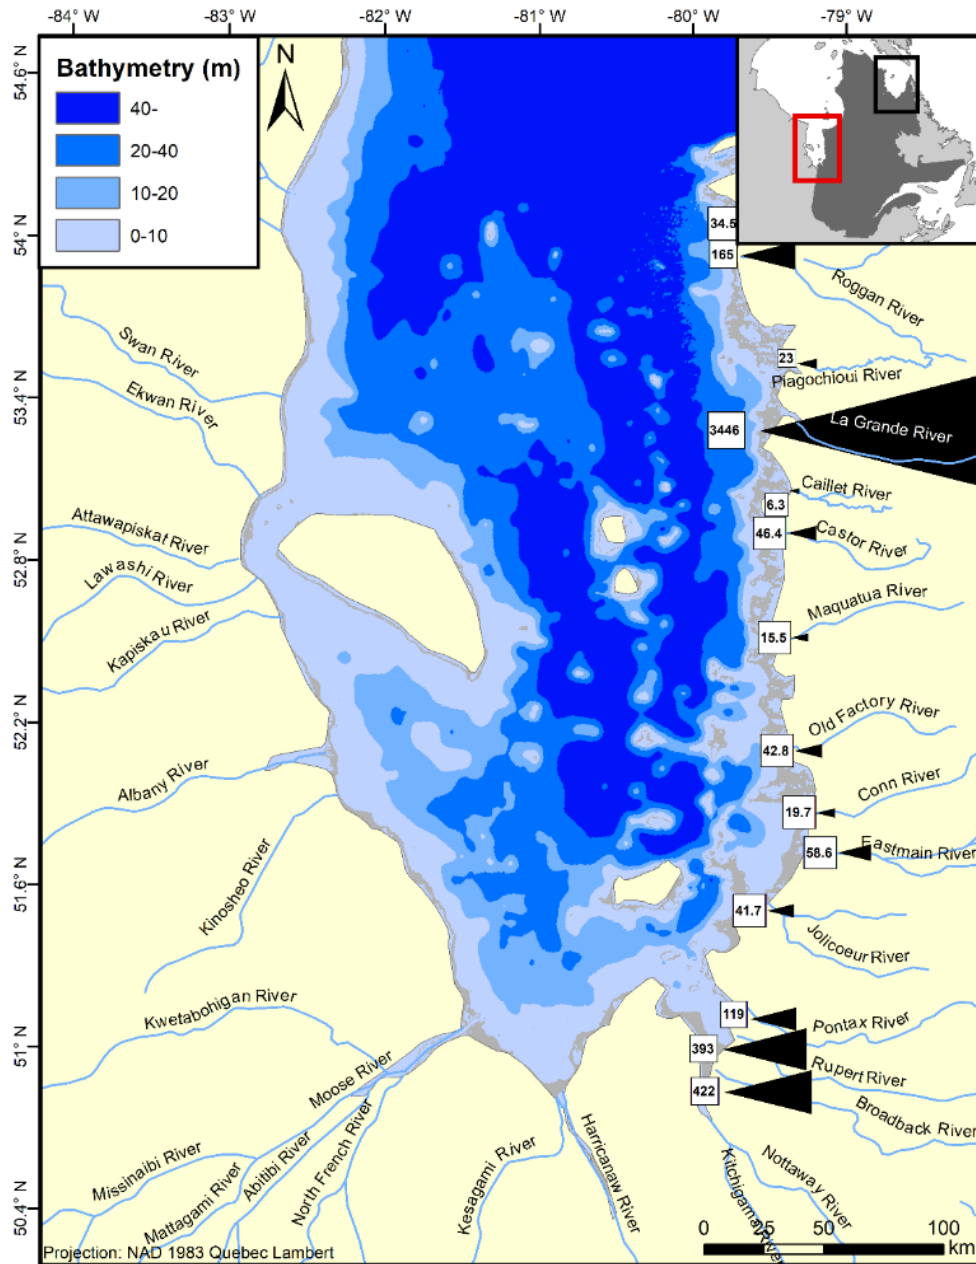 -84° W
-83° W
-82° W
-81° W
-80° W
-79° W
54.6° N
54° N
53.4° N
52.8° N
52.2° N
51.6° N
51° N
50.4° N
Bathymetry (m)
40-
20-40
10-20
0-10
N
34.5
165
Roggan River
23
Piagochioui River
3446
La Grande River
6.3
Caillet River
46.4
Castor River
15.5
Maquatua River
42.8
Old Factory River
19.7
Conn River
58.6
Eastmain River
41.7
Jolicoeur River
119
Pontax River
393
Rupert River
422
Broadback River
Nottaway River
Kitchigama River
Harricanaw River
Kesagami River
Swan River
Ekwan River
Attawapiskat River
Lawashi River
Kapiskau River
Albany River
Kinosheo River
Kwetabohigan River
Moose River
Missinaibi River
Mattagami River
Abitibi River
North French River
0 25 50 100
km
Projection: NAD 1983 Quebec Lambert